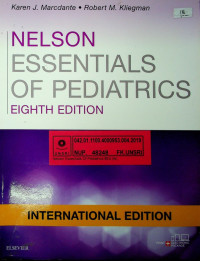 Karen J. Marcdante • Robert M. Kliegman
NELSON
ESSENTIALS
OF PEDIATRICS
EIGHTH EDITION
INTERNATIONAL EDITION
ELSEVIER